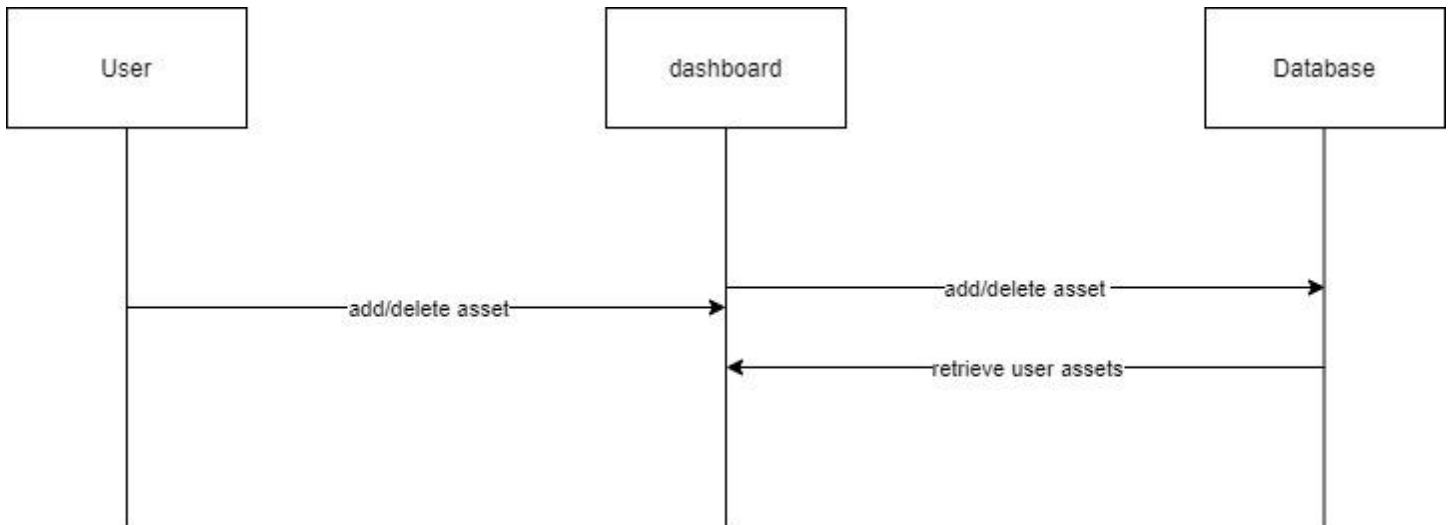 User
dashboard
Database
add/delete asset
add/delete asset
retrieve user assets